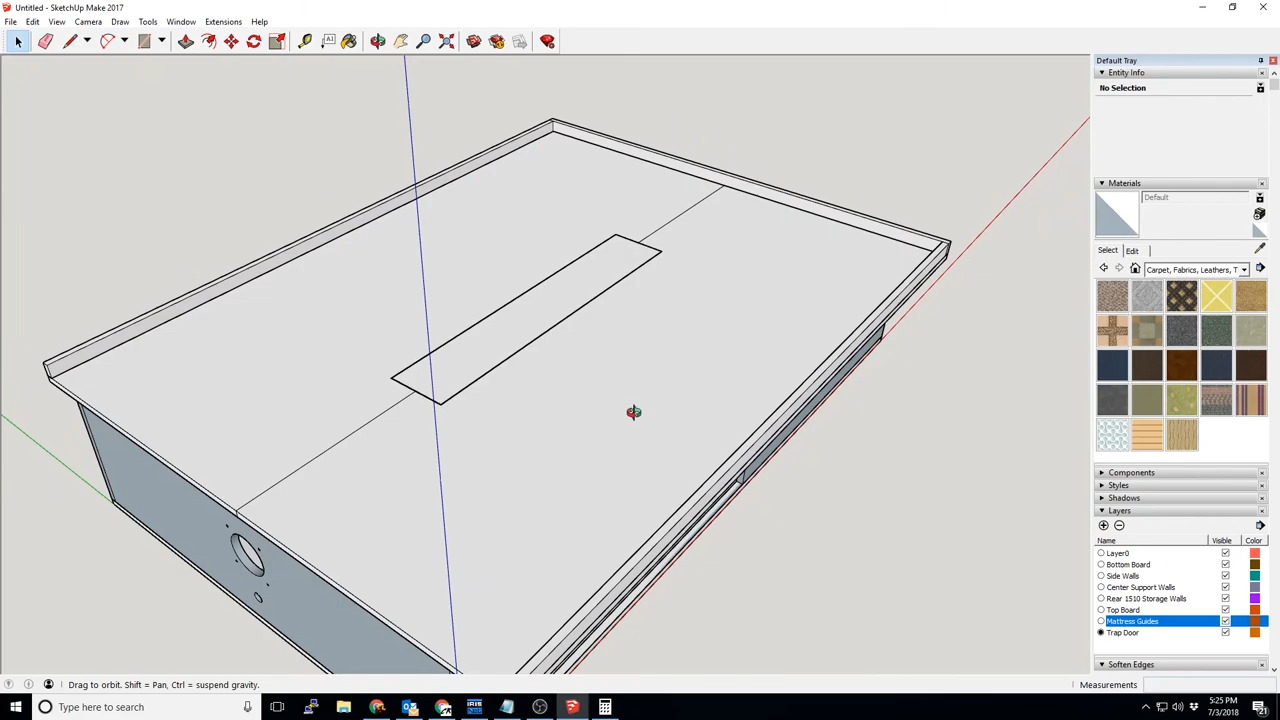 Untitled - SketchUp Make 2017
File Edit View Camera Draw Tools Window Extensions Help
Default Tray
Entity Info
No Selection
Materials
Default
Select Edit
Carpet, Fabrics, Leathers, T
Components
Styles
Shadows
Layers
Name Visible Color
Layer0
Bottom Board
Side Walls
Center Support Walls
Rear 1510 Storage Walls
Top Board
Mattress Guides
Trap Door
Soften Edges
Drag to orbit. Shift = Pan, Ctrl = suspend gravity.
Measurements
Type here to search
5:25 PM
7/3/2018
21